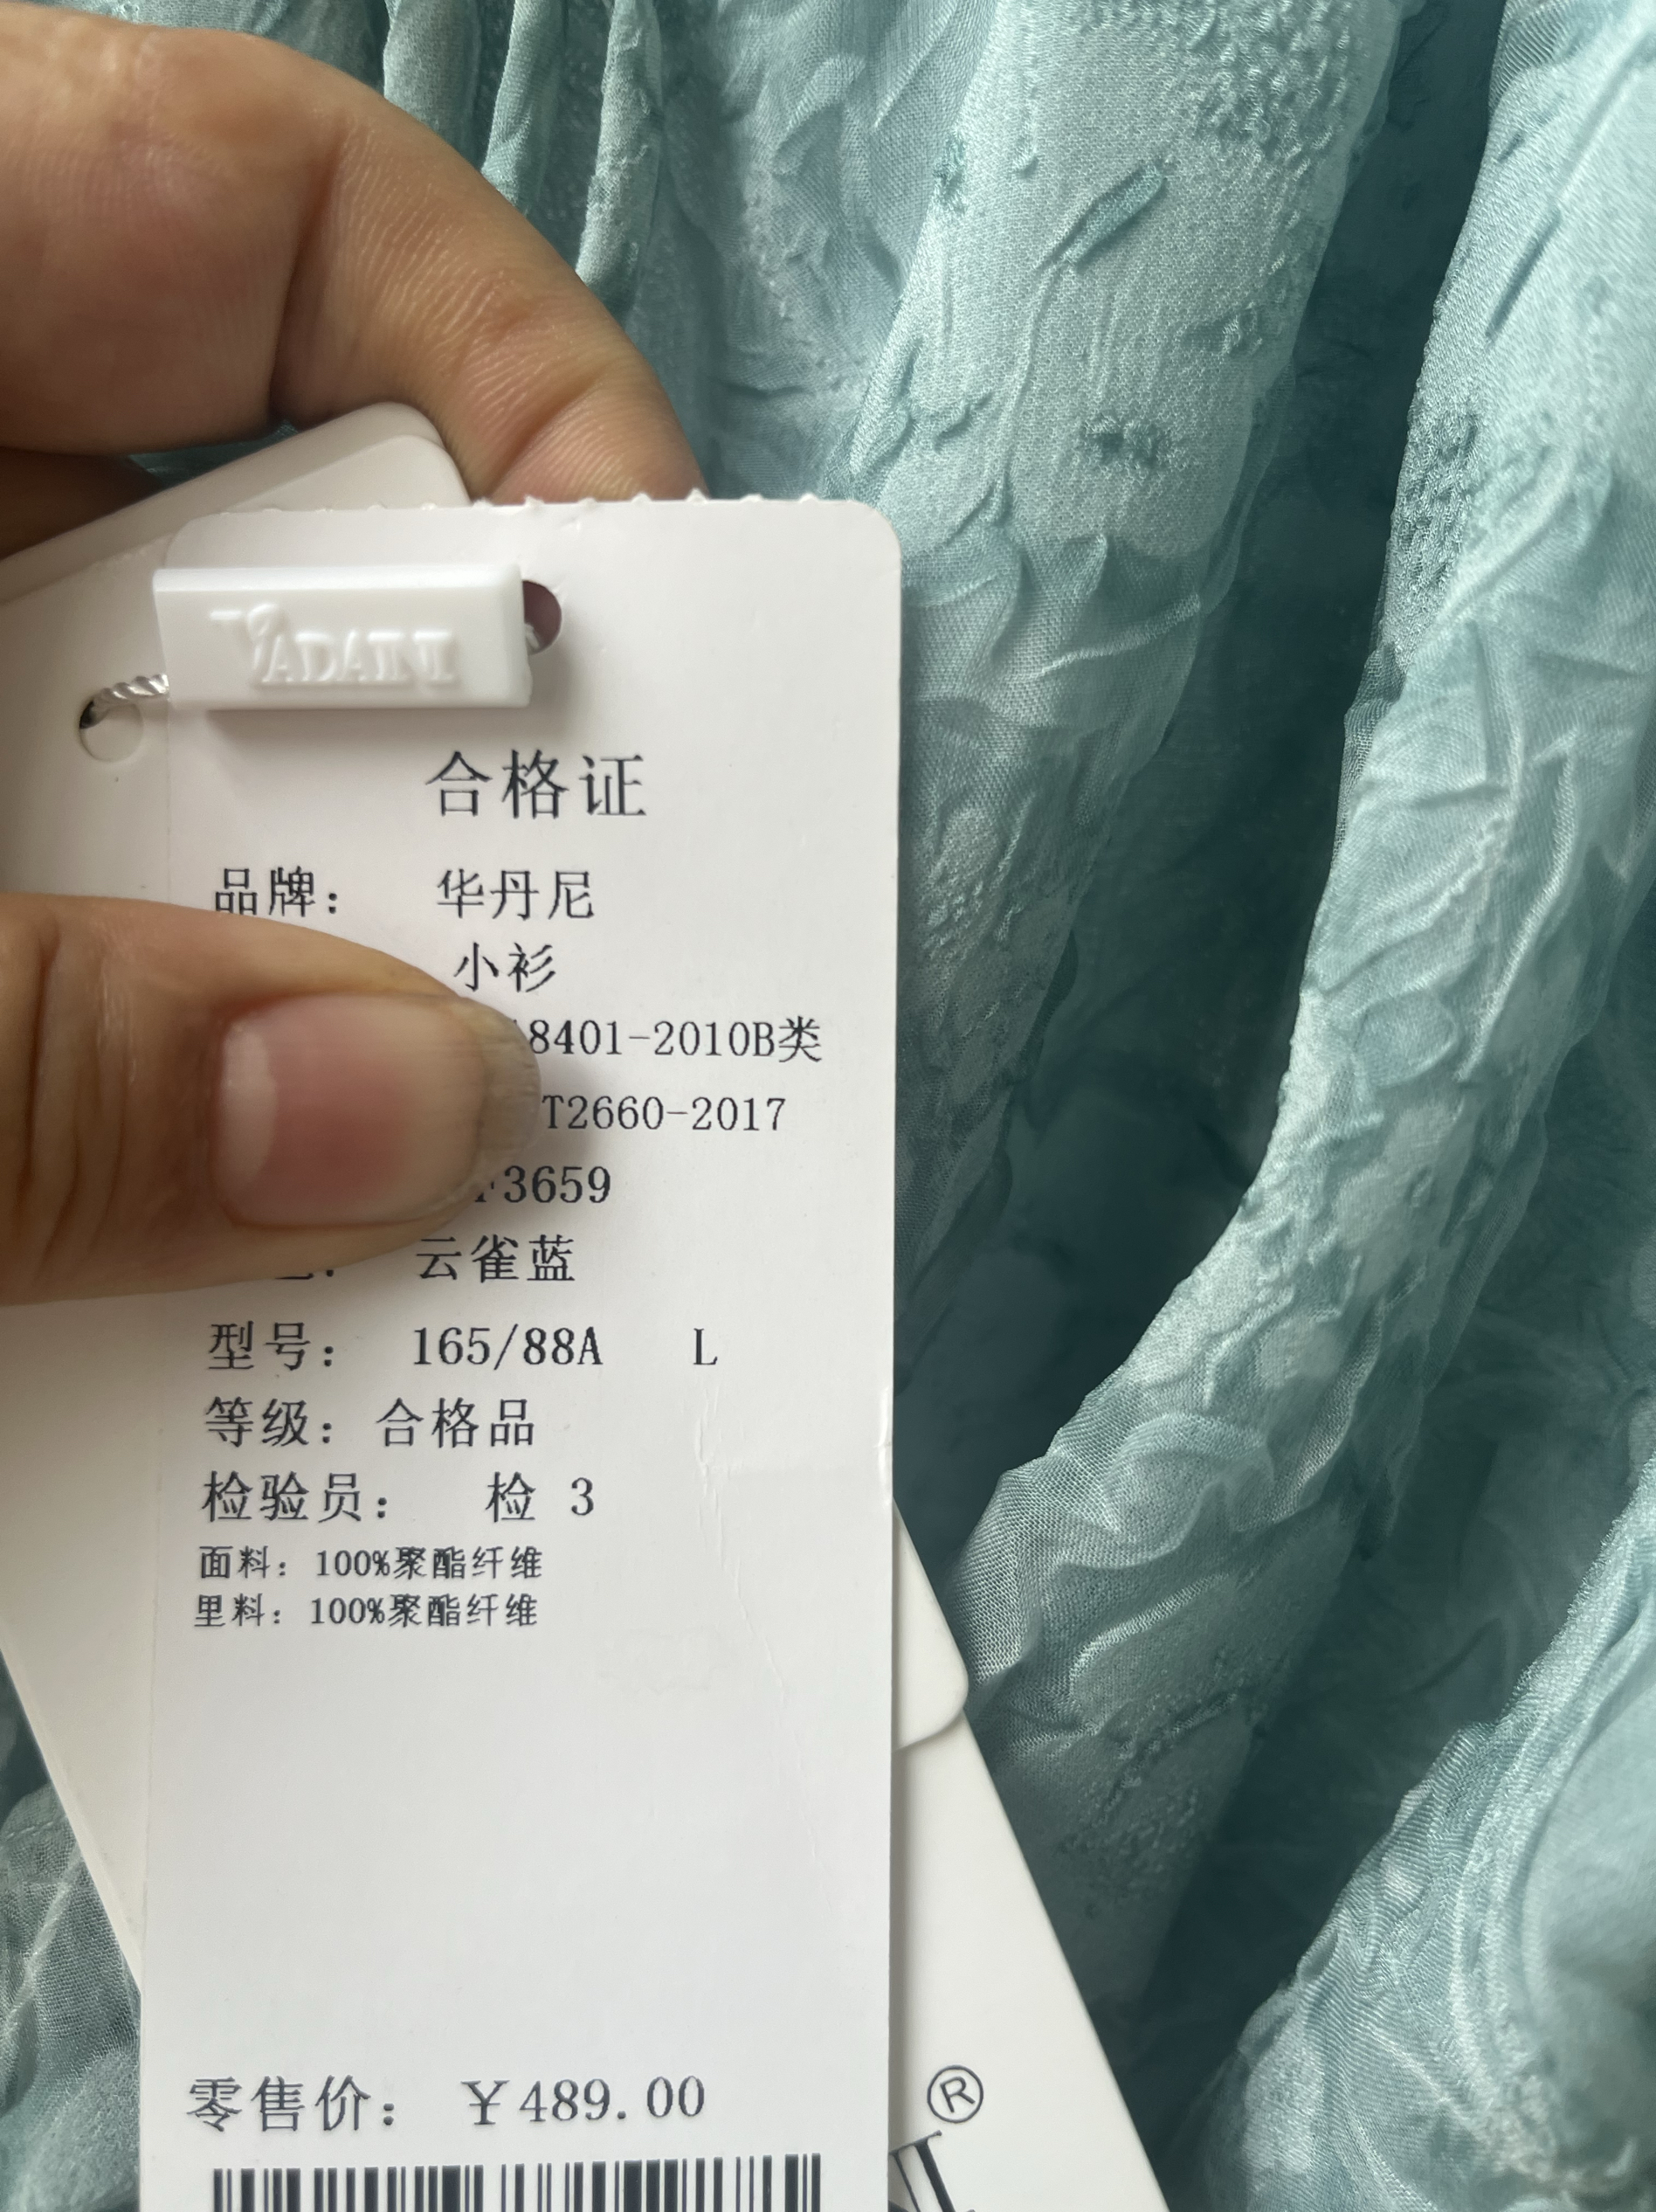 合格证
品牌： 华丹尼
小衫
8401-2010B类
T2660-2017
3659
云雀蓝
型号： 165/88A L
等级：合格品
检验员： 检 3
面料：100%聚酯纤维
里料：100%聚酯纤维
零售价： ￥489.00
®